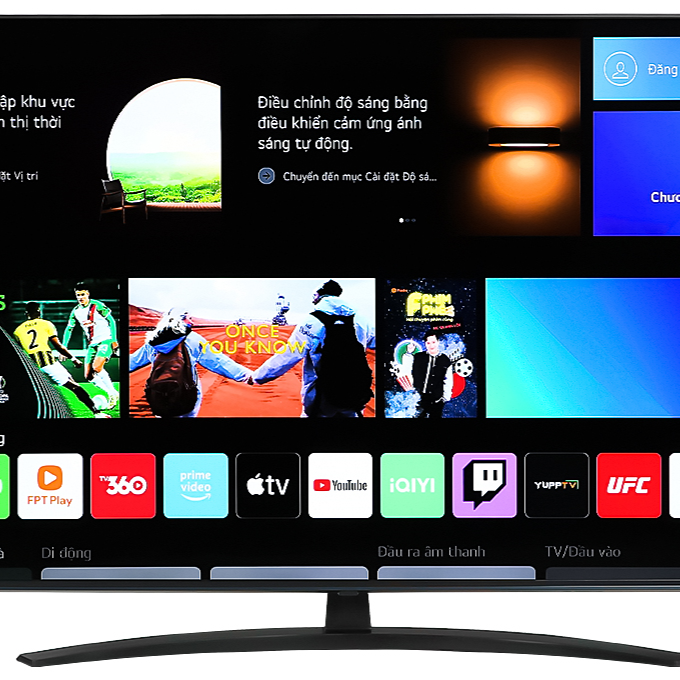 ập khu vực
n thị thời
ặt Vị trí
Điều chỉnh độ sáng bằng
điều khiển cảm ứng ánh
sáng tự động.
Chuyển đến mục Cài đặt Độ sá...
Đăng
Chươ
S
ONCE
YOU KNOW
g
FPT Play
TV360
prime
video
tv
YouTube
iQIYI
YUPPTV
UFC
à
Di động
Đầu ra âm thanh
TV/Đầu vào